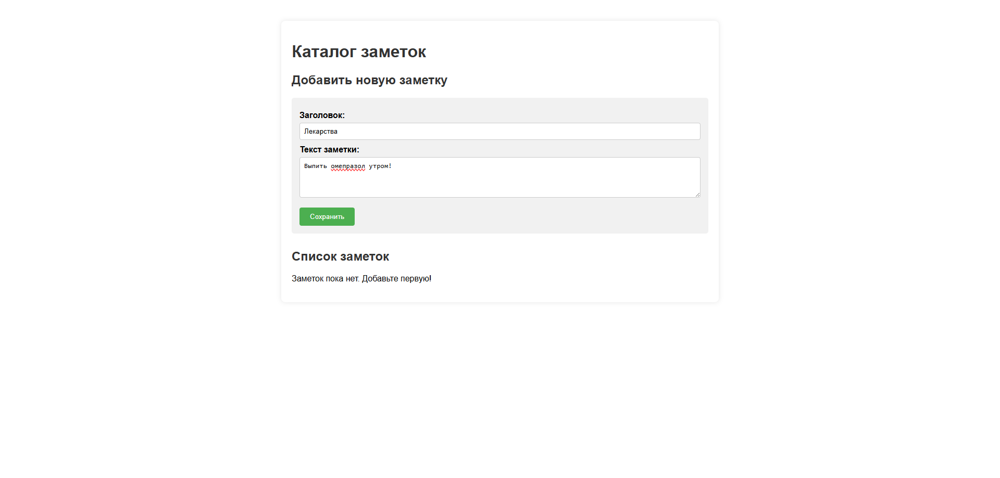 Каталог заметок
Добавить новую заметку
Заголовок:
Лекарства
Текст заметки:
Выпить омепразол утром!
Сохранить
Список заметок
Заметок пока нет. Добавьте первую!